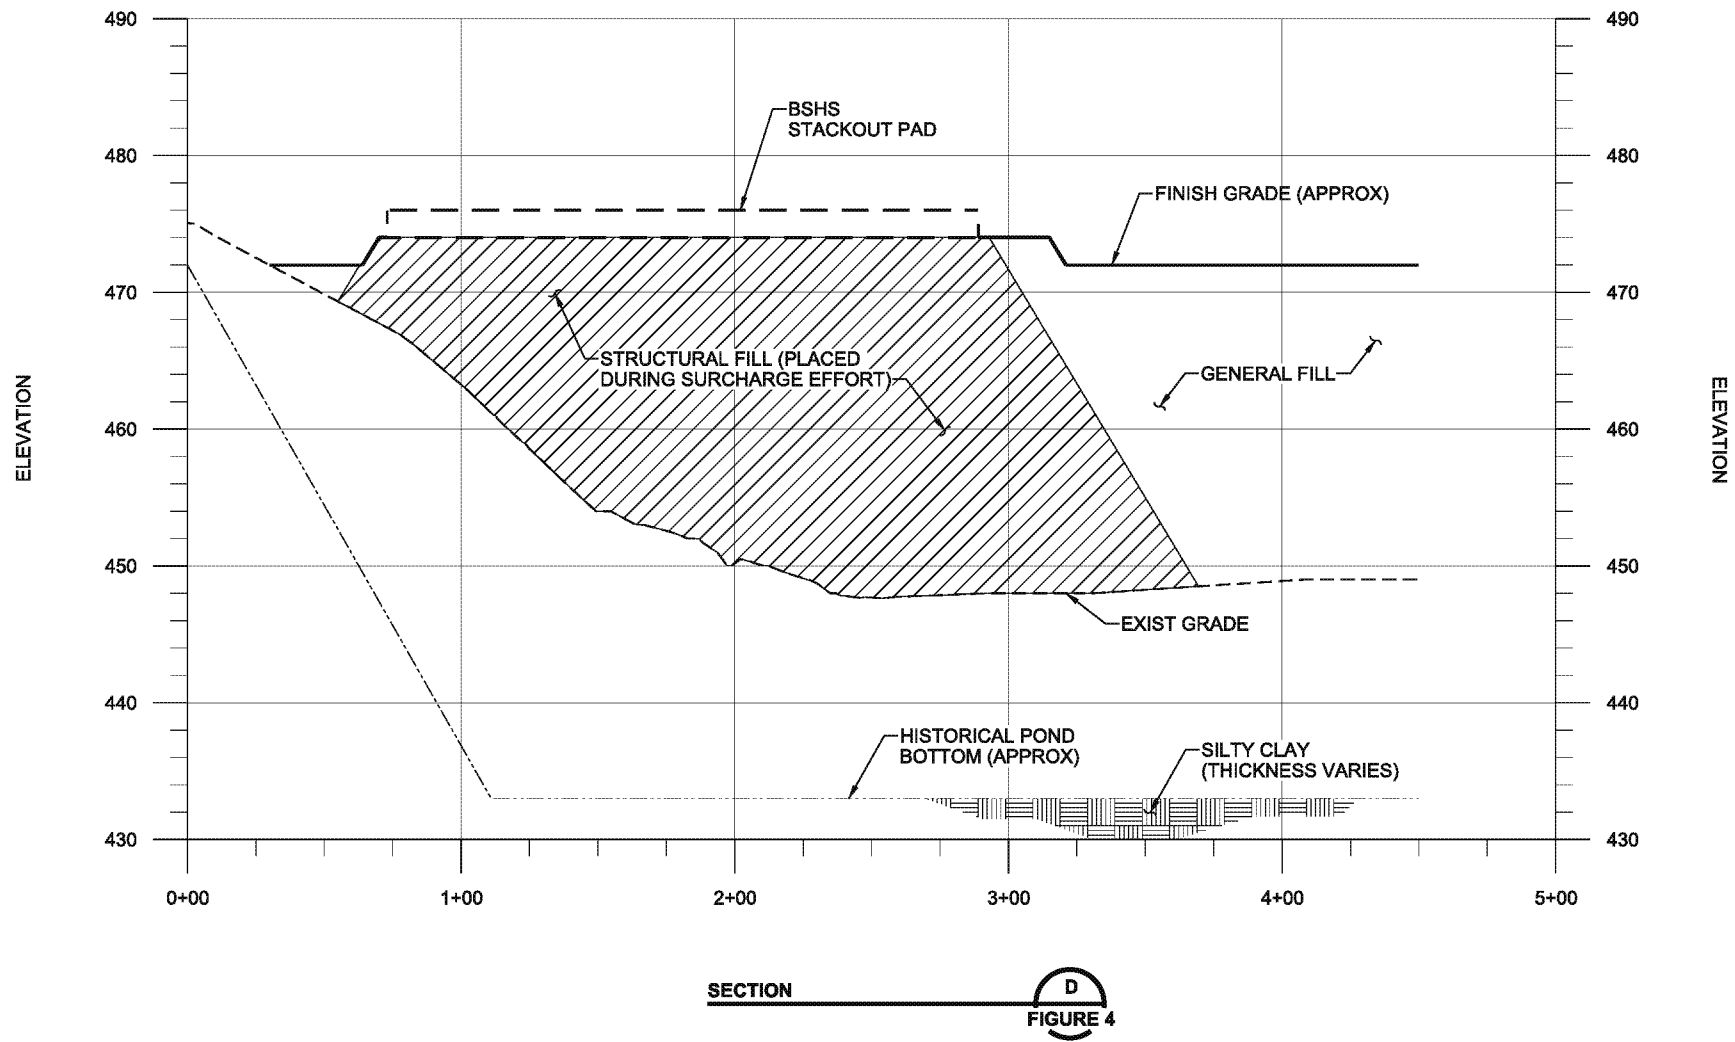 490
490
BSHS
STACKOUT PAD
480
480
FINISH GRADE (APPROX)
470
470
STRUCTURAL FILL (PLACED
DURING SURCHARGE EFFORT)
GENERAL FILL
ELEVATION
ELEVATION
460
460
450
450
EXIST GRADE
440
440
HISTORICAL POND
BOTTOM (APPROX)
SILTY CLAY
(THICKNESS VARIES)
430
430
0+00
1+00
2+00
3+00
4+00
5+00
SECTION
D
FIGURE 4